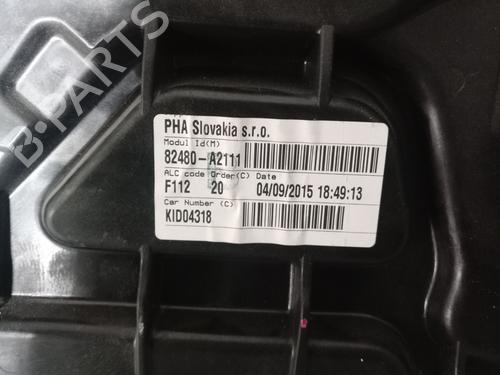 B-PARTS
PHA Slovakia s.r.o.
Modul Id(M)
82480-A2111
ALC code Order(C) Date
F112 20 04/09/2015 18:49:13
Car Number (C)
KID04318